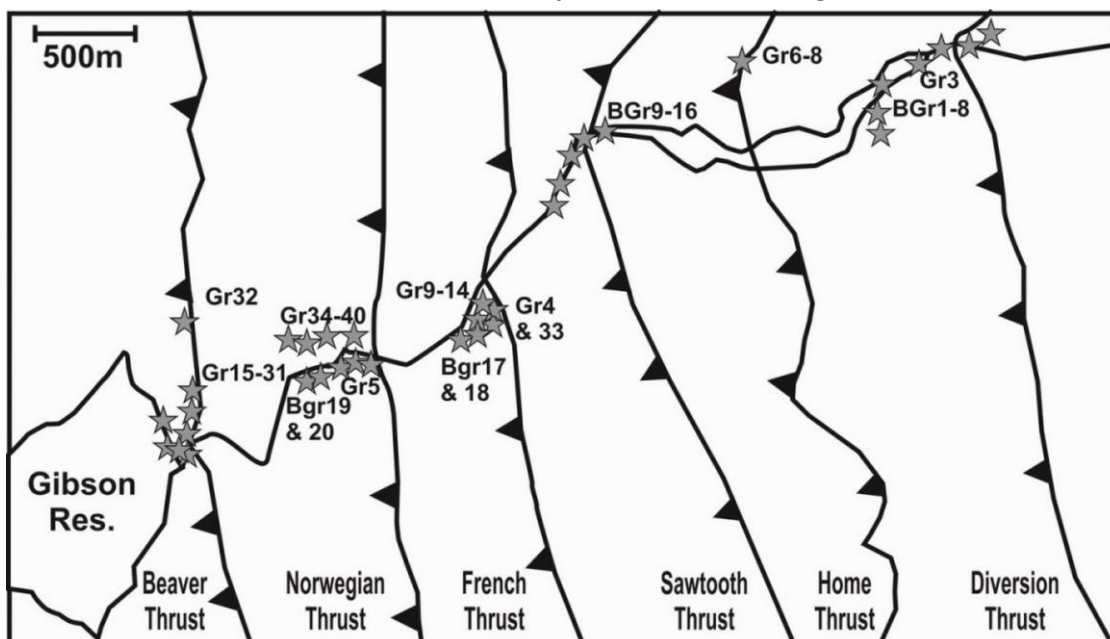 500m
Gr6-8
Gr3
BGr9-16
BGr1-8
Gr32
Gr9-14
Gr4
& 33
Gr34-40
Gr15-31
Gr5
Bgr17
& 18
Bgr19
& 20
Gibson
Res.
Beaver
Thrust
Norwegian
Thrust
French
Thrust
Sawtooth
Thrust
Home
Thrust
Diversion
Thrust